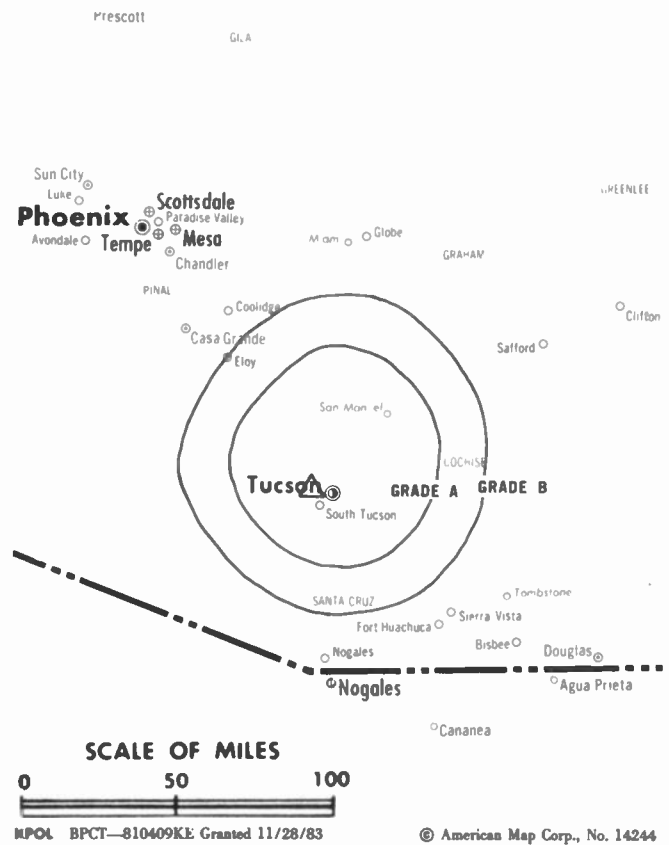 Prescott
GILA
Sun City
Luke
Scottsdale
GREENLEE
Phoenix
Paradise Valley
Avondale
Tempe
Mesa
Globe
Chandler
GRAHAM
PINAL
Coolidge
Clifton
Casa Grande
Safford
Eloy
San Manuel
COCHISE
Tucson
GRADE A
GRADE B
South Tucson
Tombstone
SANTA CRUZ
Sierra Vista
Fort Huachuca
Bisbee
Nogales
Douglas
Nogales
Agua Prieta
Cananea
SCALE OF MILES
0 50 100
KPOL BPCT—810409KE Granted 11/28/83
© American Map Corp., No. 14244